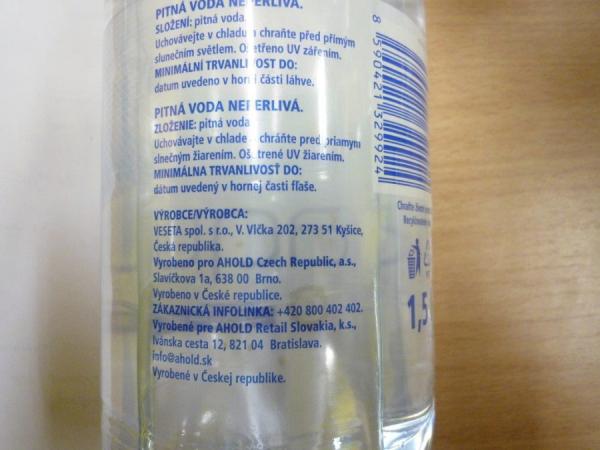 PITNÁ VODA NEPERLIVÁ.
SLOŽENÍ: pitná voda.
Uchovávejte v chladu a chraňte před přímým
slunečním světlem. Ošetřeno UV zářením.
MINIMÁLNÍ TRVANLIVOST DO:
datum uvedeno v horní části láhve.
PITNÁ VODA NEPERLIVÁ.
ZLOŽENIE: pitná voda.
Uchovávajte v chlade a chráňte pred priamym
slnečným žiarením. Ošetrené UV žiarením.
MINIMÁLNA TRVANLIVOSŤ DO:
dátum uvedený v hornej časti fľaše.
VÝROBCE/VÝROBCA:
VESETA spol. s r.o., V. Vlčka 202, 273 51 Kyšice,
Česká republika.
Vyrobeno pro AHOLD Czech Republic, a.s.,
Slavíčkova 1a, 638 00 Brno.
Vyrobeno v České republice.
ZÁKAZNICKÁ INFOLINKA: +420 800 402 402.
Vyrobené pre AHOLD Retail Slovakia, k.s.,
Ivánska cesta 12, 821 04 Bratislava.
info@ahold.sk
Vyrobené v Českej republike.
8 590421 329924
Chraňte
1,5